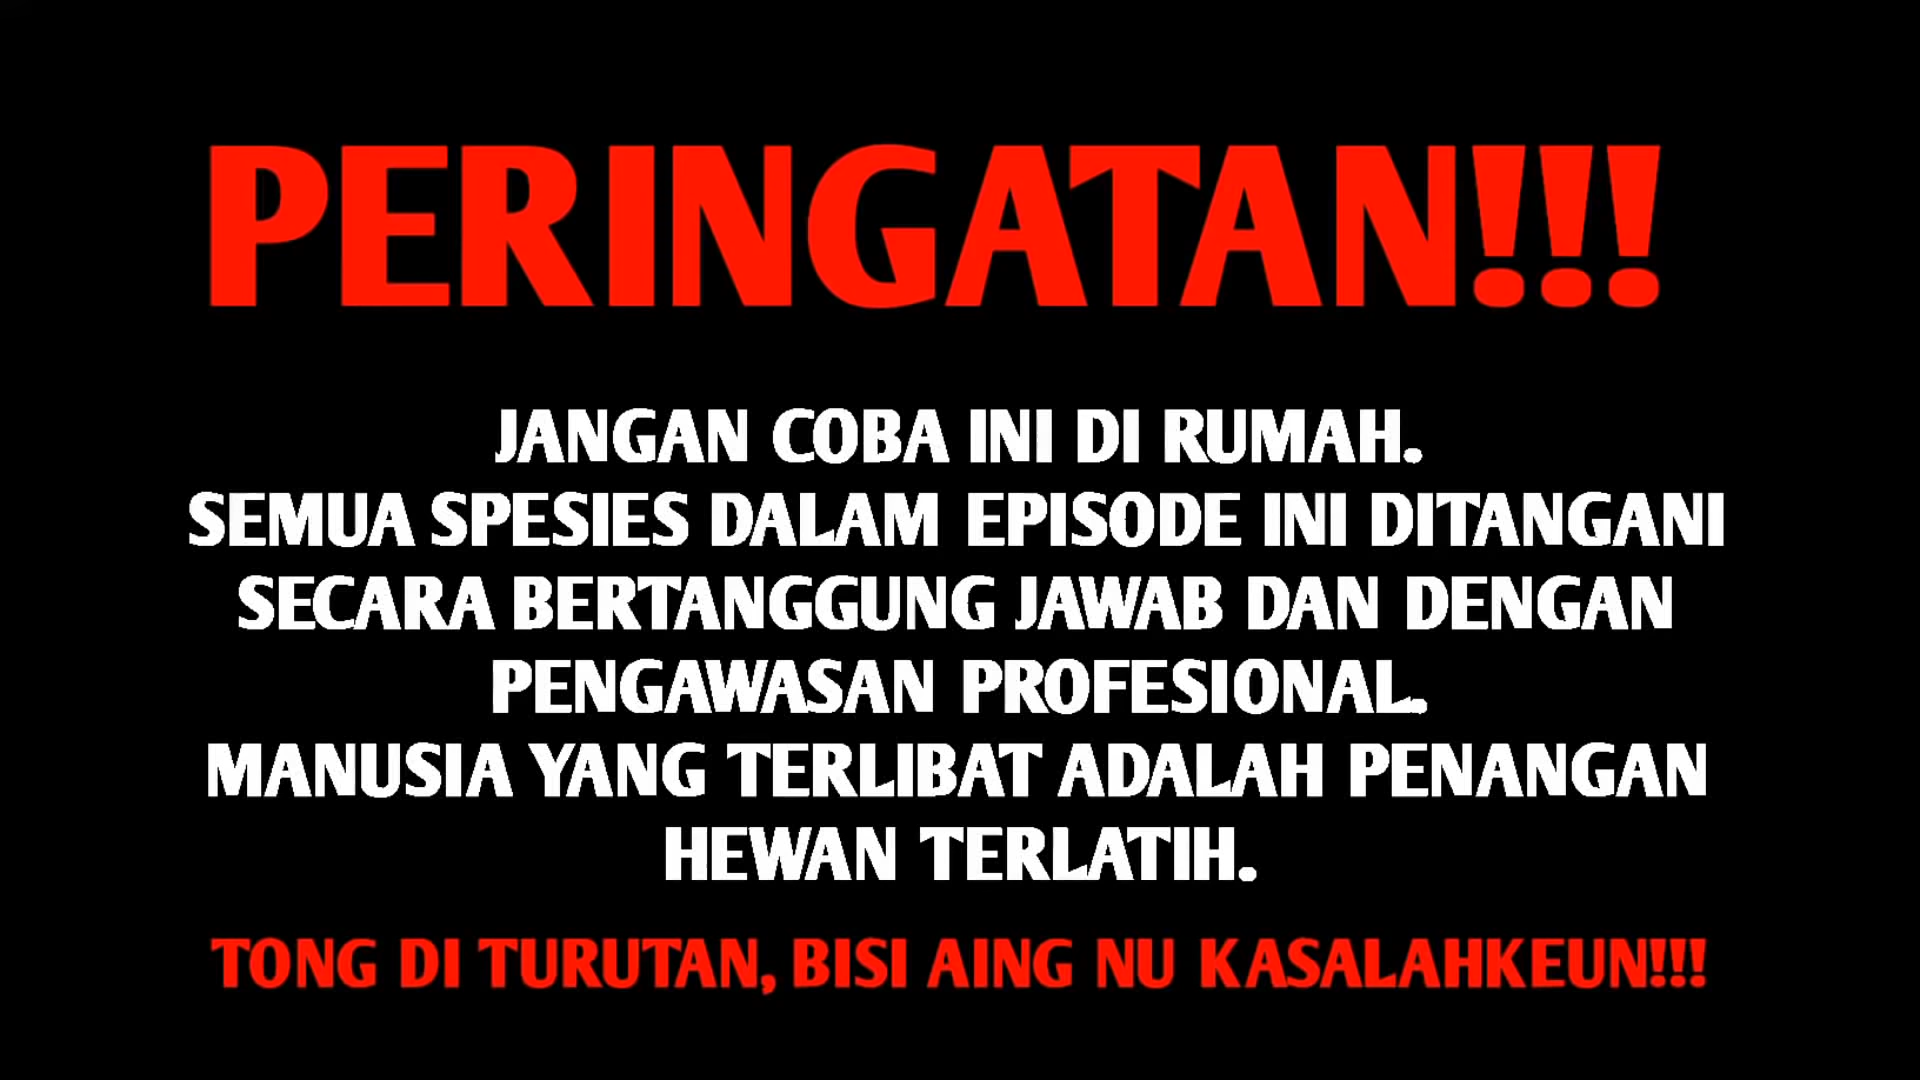 PERINGATAN!!!
JANGAN COBA INI DI RUMAH.
SEMUA SPESIES DALAM EPISODE INI DITANGANI
SECARA BERTANGGUNG JAWAB DAN DENGAN
PENGAWASAN PROFESIONAL.
MANUSIA YANG TERLIBAT ADALAH PENANGAN
HEWAN TERLATIH.
TONG DI TURUTAN, BISI AING NU KASALAHKEUN!!!